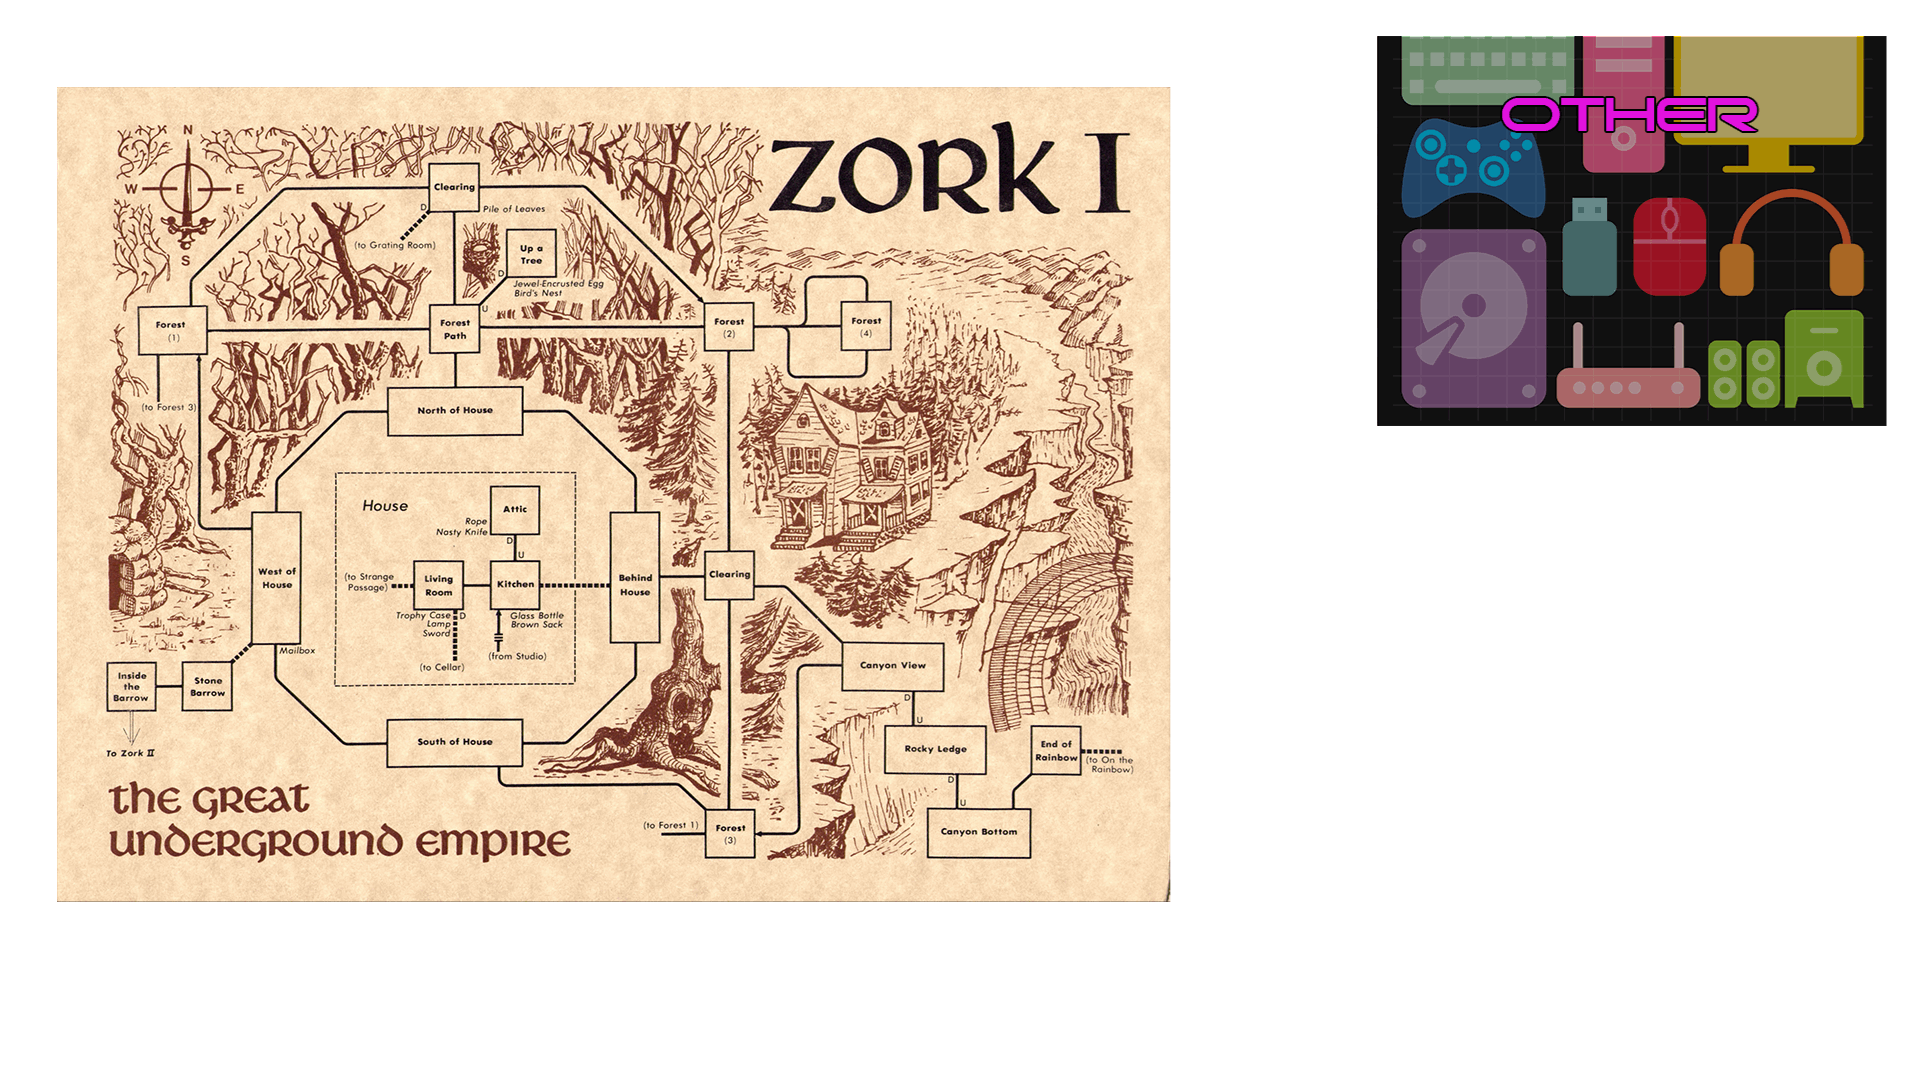 ZORK I
N
W E
S
Clearing
D
Pile of Leaves
(to Grating Room)
Up a
Tree
D
Jewel-Encrusted Egg
Bird's Nest
U
Forest
(1)
Forest
Path
Forest
(2)
Forest
(4)
(to Forest 3)
North of House
House
Attic
Rope
Nasty Knife
D
U
West of
House
(to Strange
Passage)
Living
Room
Kitchen
Behind
House
Clearing
Trophy Case
Lamp
Sword
D
Glass Bottle
Brown Sack
(to Cellar)
(from Studio)
Mailbox
Inside
the
Barrow
Stone
Barrow
To Zork II
Canyon View
D
U
South of House
Rocky Ledge
D
U
End of
Rainbow
(to On the
Rainbow)
(to Forest 1)
Forest
(3)
Canyon Bottom
the GREAT
UNDERGROUND EMPIRE
OTHER